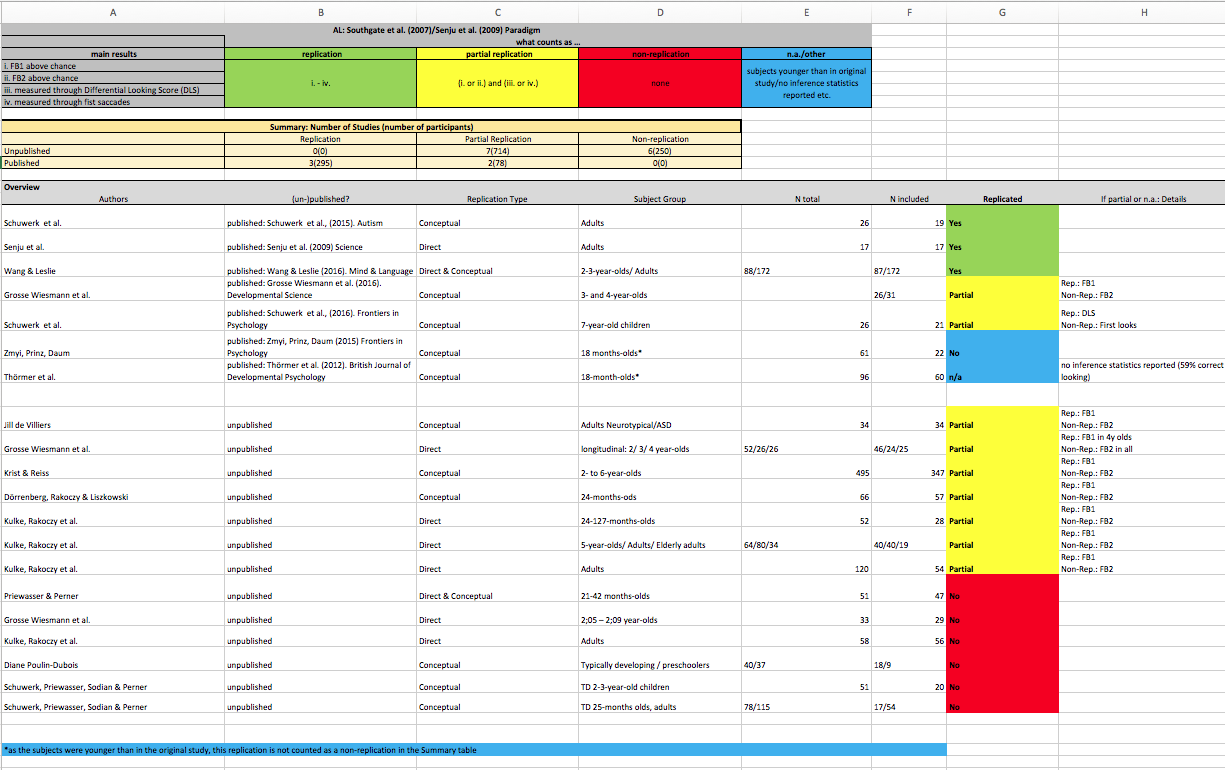 A B C D E F G H
AL: Southgate et al. (2007)/Senju et al. (2009) Paradigm
what counts as ...
main results replication partial replication non-replication n.a./other
i. FB1 above chance
ii. FB2 above chance
iii. measured through Differential Looking Score (DLS)
iv. measured through fist saccades
i. - iv.
(i. or ii.) and (iii. or iv.)
none
subjects younger than in original
study/no inference statistics
reported etc.
Summary: Number of Studies (number of participants)
Replication Partial Replication Non-replication
Unpublished 0(0) 7(714) 6(250)
Published 3(295) 2(78) 0(0)
Overview
Authors (un-)published? Replication Type Subject Group N total N included Replicated If partial or n.a.: Details
Schuwerk et al. published: Schuwerk et al., (2015). Autism Conceptual Adults 26 19 Yes
Senju et al. published: Senju et al. (2009) Science Direct Adults 17 17 Yes
Wang & Leslie published: Wang & Leslie (2016). Mind & Language Direct & Conceptual 2-3-year-olds/ Adults 88/172 87/172 Yes
published: Grosse Wiesmann et al. (2016). Rep.: FB1
Grosse Wiesmann et al. Developmental Science Conceptual 3- and 4-year-olds 26/31 Partial Non-Rep.: FB2
published: Schuwerk et al., (2016). Frontiers in Rep.: DLS
Schuwerk et al. Psychology Conceptual 7-year-old children 26 21 Partial Non-Rep.: First looks
published: Zmyi, Prinz, Daum (2015) Frontiers in
Zmyi, Prinz, Daum Psychology Conceptual 18 months-olds* 61 22 No
published: Thörmer et al. (2012). British Journal of no inference statistics reported (59% correct
Thörmer et al. Developmental Psychology Conceptual 18-month-olds* 96 60 n/a looking)
Rep.: FB1
Jill de Villiers unpublished Conceptual Adults Neurotypical/ASD 34 34 Partial Non-Rep.: FB2
Rep.: FB1 in 4y olds
Grosse Wiesmann et al. unpublished Direct longitudinal: 2/ 3/ 4 year-olds 52/26/26 46/24/25 Partial Non-Rep.: FB2 in all
Rep.: FB1
Krist & Reiss unpublished Conceptual 2- to 6-year-olds 495 347 Partial Non-Rep.: FB2
Rep.: FB1
Dörrenberg, Rakoczy & Liszkowski unpublished Conceptual 24-months-ods 66 57 Partial Non-Rep.: FB2
Rep.: FB1
Kulke, Rakoczy et al. unpublished Direct 24-127-months-olds 52 28 Partial Non-Rep.: FB2
Rep.: FB1
Kulke, Rakoczy et al. unpublished Direct 5-year-olds/ Adults/ Elderly adults 64/80/34 40/40/19 Partial Non-Rep.: FB2
Rep.: FB1
Kulke, Rakoczy et al. unpublished Direct Adults 120 54 Partial Non-Rep.: FB2
Priewasser & Perner unpublished Direct & Conceptual 21-42 months-olds 51 47 No
Grosse Wiesmann et al. unpublished Direct 2;05 – 2;09 year-olds 33 29 No
Kulke, Rakoczy et al. unpublished Direct Adults 58 56 No
Diane Poulin-Dubois unpublished Conceptual Typically developing / preschoolers 40/37 18/9 No
Schuwerk, Priewasser, Sodian & Perner unpublished Conceptual TD 2-3-year-old children 51 20 No
Schuwerk, Priewasser, Sodian & Perner unpublished Conceptual TD 25-months olds, adults 78/115 17/54 No
*as the subjects were younger than in the original study, this replication is not counted as a non-replication in the Summary table